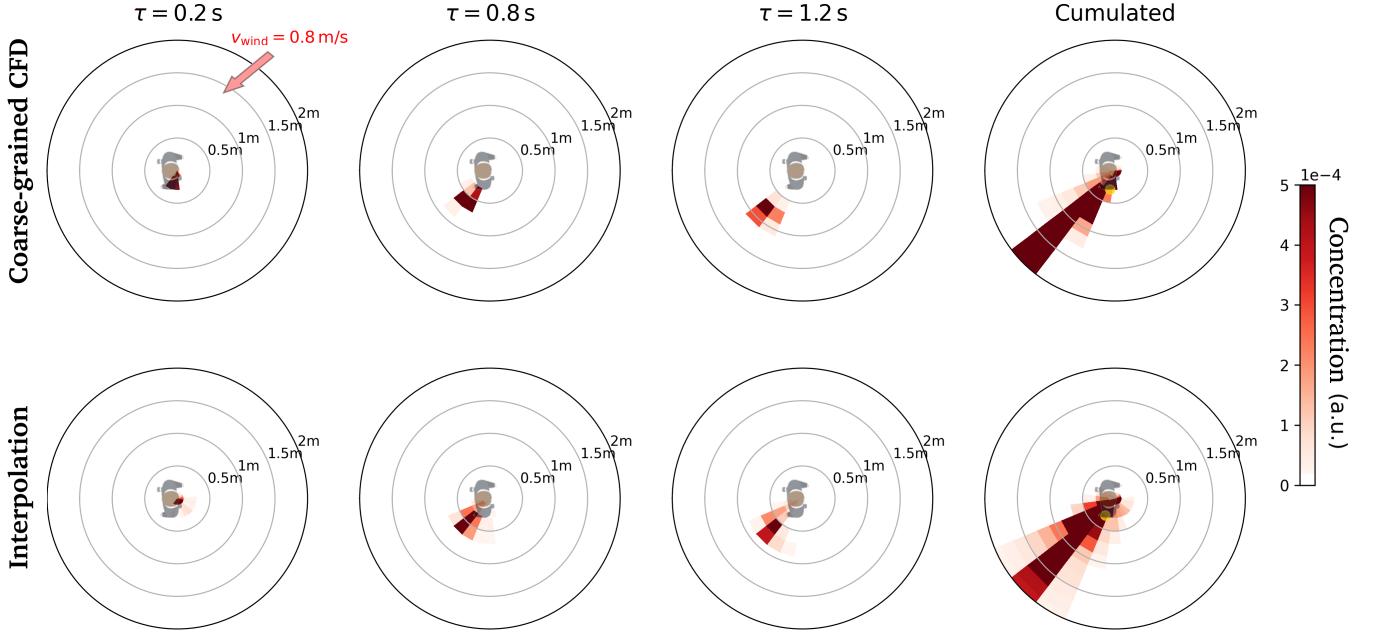 τ = 0.2 s
τ = 0.8 s
τ = 1.2 s
Cumulated
Coarse-grained CFD
v_wind = 0.8 m/s
0.5m
1m
1.5m
2m
0.5m
1m
1.5m
2m
0.5m
1m
1.5m
2m
0.5m
1m
1.5m
2m
Interpolation
0.5m
1m
1.5m
2m
0.5m
1m
1.5m
2m
0.5m
1m
1.5m
2m
0.5m
1m
1.5m
2m
1e−4
5
4
3
2
1
0
Concentration (a.u.)